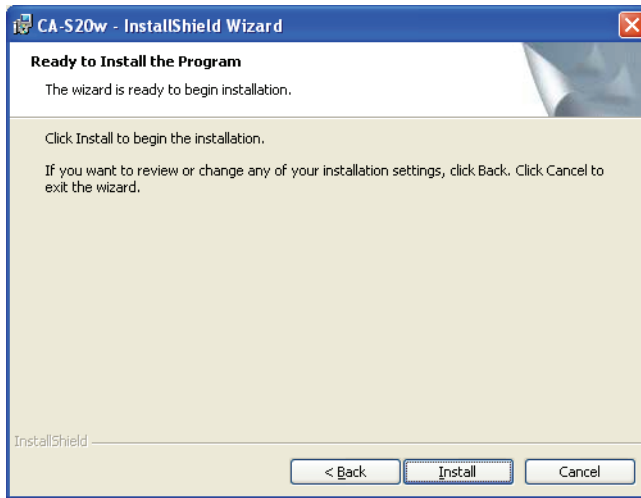 CA-S20w - InstallShield Wizard
Ready to Install the Program
The wizard is ready to begin installation.
Click Install to begin the installation.
If you want to review or change any of your installation settings, click Back. Click Cancel to
exit the wizard.
InstallShield
< Back Install Cancel